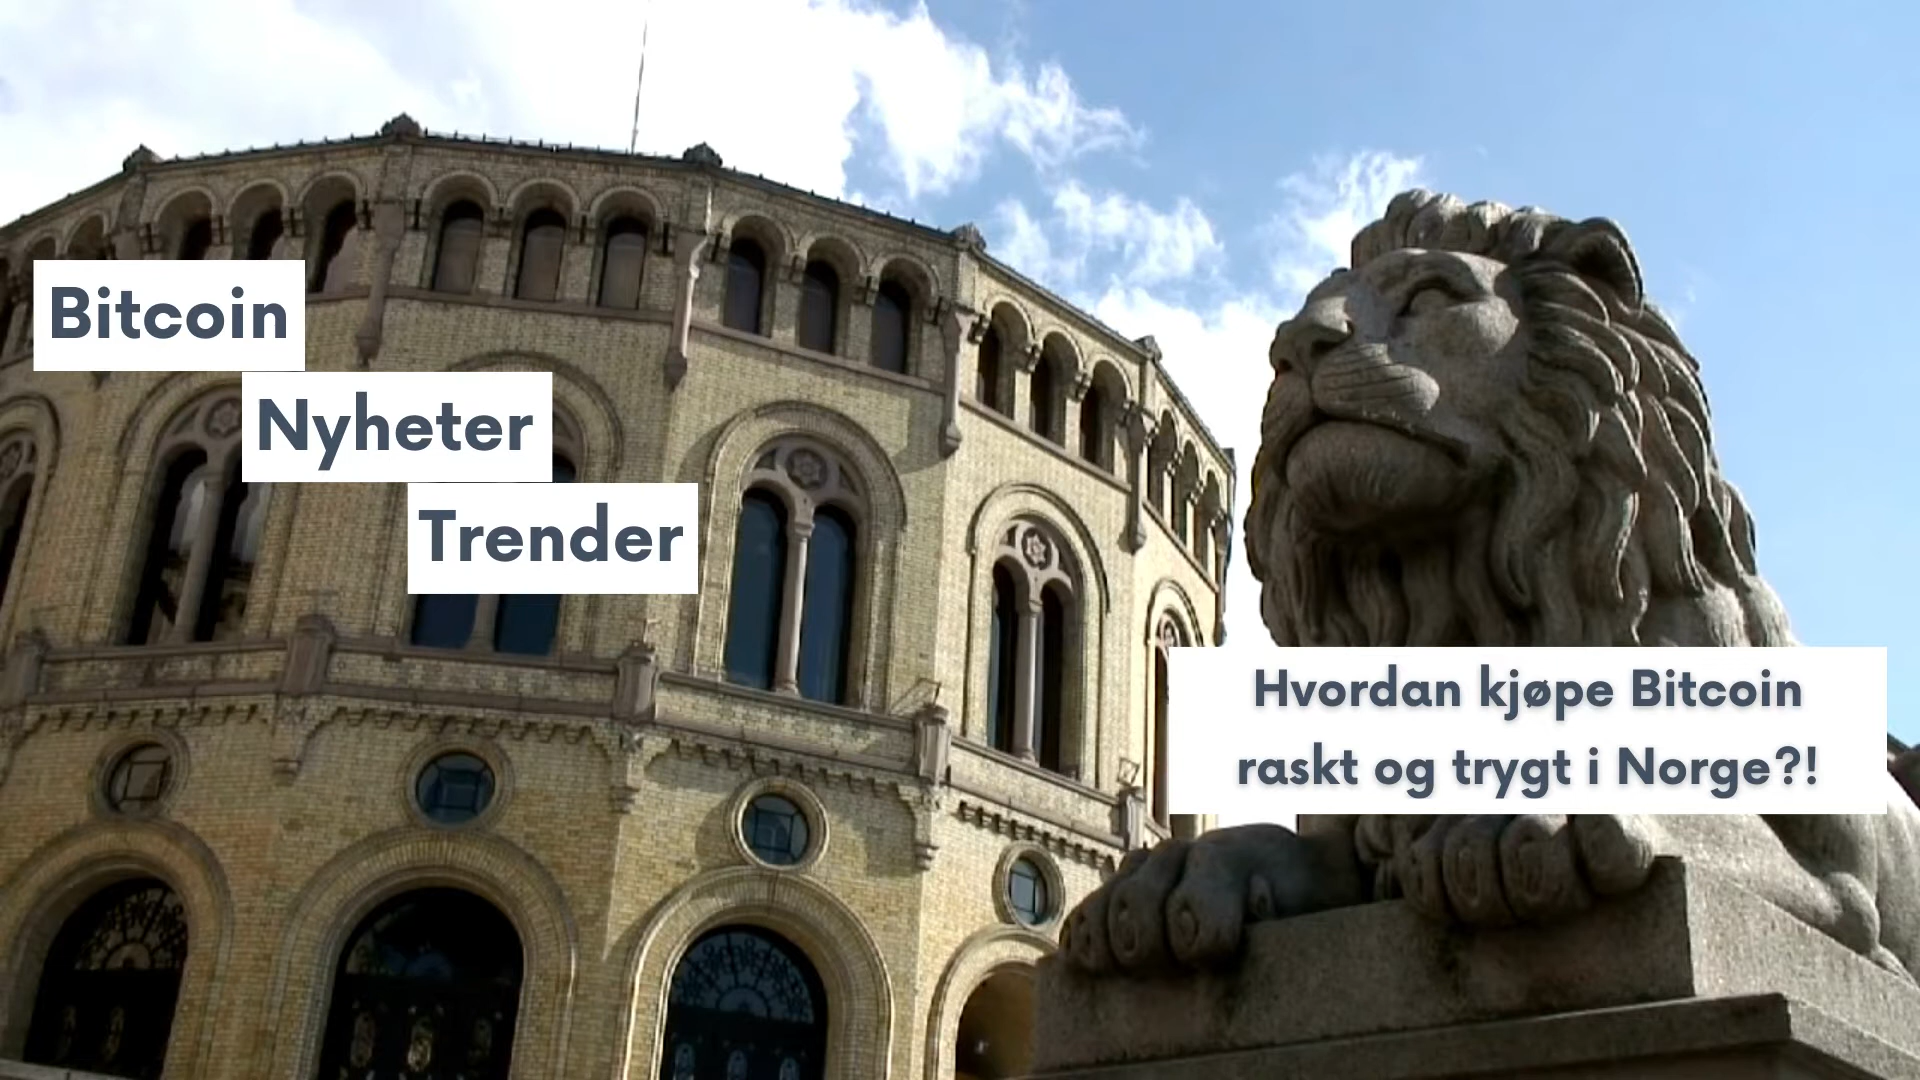 Bitcoin
Nyheter
Trender
Hvordan kjøpe Bitcoin
raskt og trygt i Norge?!